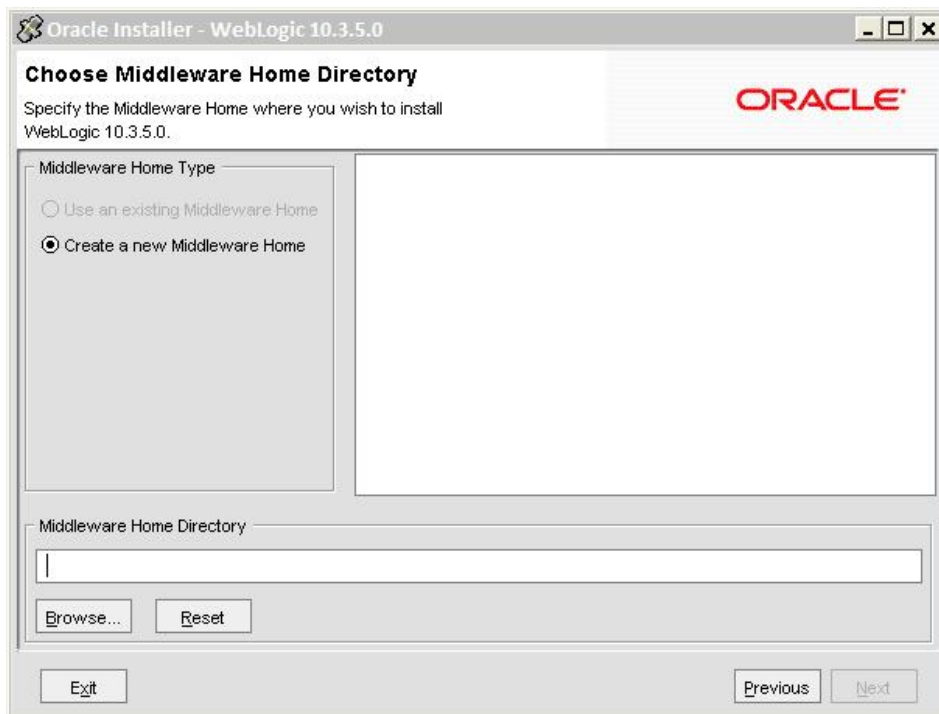 Oracle Installer - WebLogic 10.3.5.0
Choose Middleware Home Directory
Specify the Middleware Home where you wish to install
WebLogic 10.3.5.0.
ORACLE
Middleware Home Type
Use an existing Middleware Home
Create a new Middleware Home
Middleware Home Directory
Browse...
Reset
Exit
Previous
Next